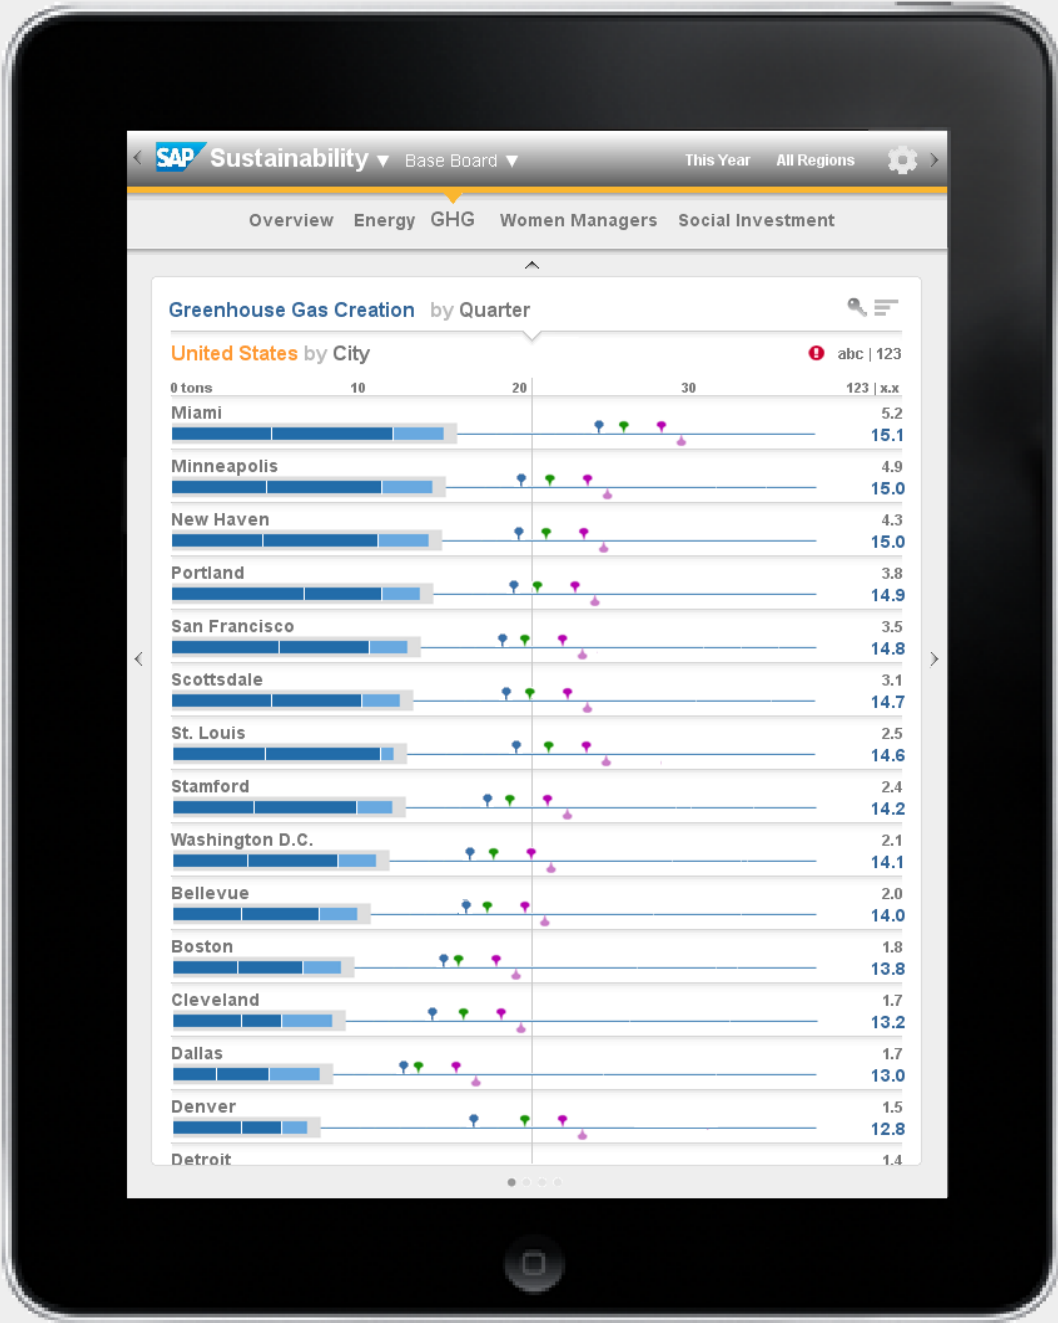 SAP Sustainability ▼ Base Board ▼ This Year All Regions
Overview Energy GHG Women Managers Social Investment
Greenhouse Gas Creation by Quarter
United States by City abc | 123
0 tons 10 20 30 123 | x.x
Miami 5.2
15.1
Minneapolis 4.9
15.0
New Haven 4.3
15.0
Portland 3.8
14.9
San Francisco 3.5
14.8
Scottsdale 3.1
14.7
St. Louis 2.5
14.6
Stamford 2.4
14.2
Washington D.C. 2.1
14.1
Bellevue 2.0
14.0
Boston 1.8
13.8
Cleveland 1.7
13.2
Dallas 1.7
13.0
Denver 1.5
12.8
Detroit 1.4